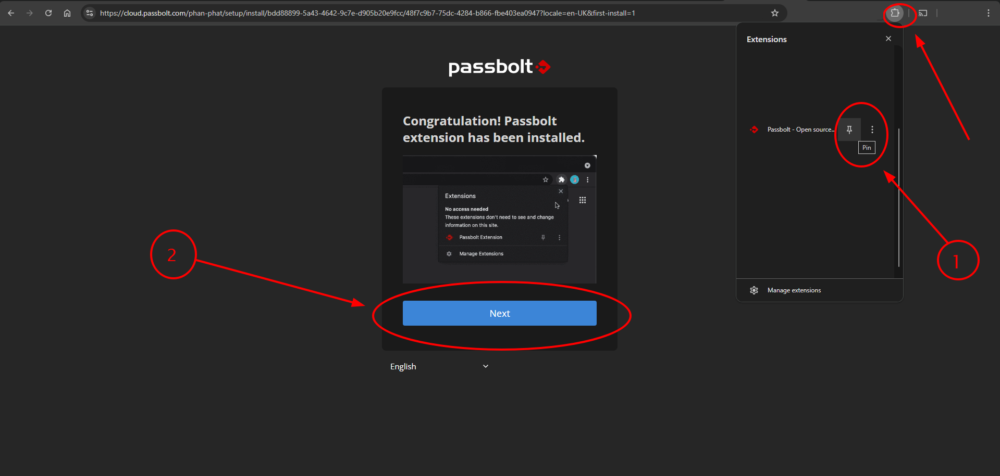 https://cloud.passbolt.com/phan-phat/setup/install/bdd88899-5a43-4642-9c7e-d905b20e9fcc/48f7c9b7-75dc-4284-b866-fbe403ea0947?locale=en-UK&first-install=1
Extensions
passbolt
Congratulation! Passbolt
extension has been installed.
Passbolt - Open source..
Pin
Extensions
No access needed
These extensions don't need to see and change
information on this site.
Passbolt Extension
Manage Extensions
2
1
Manage extensions
Next
English